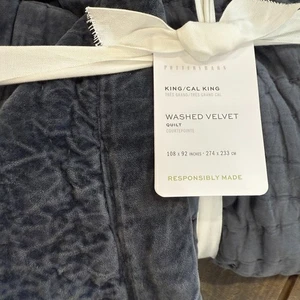 POTTERY BARN
KING/CAL KING
WASHED VELVET
QUILT
108 x 92 INCHES · 274 x 233 CM
RESPONSIBLY MADE